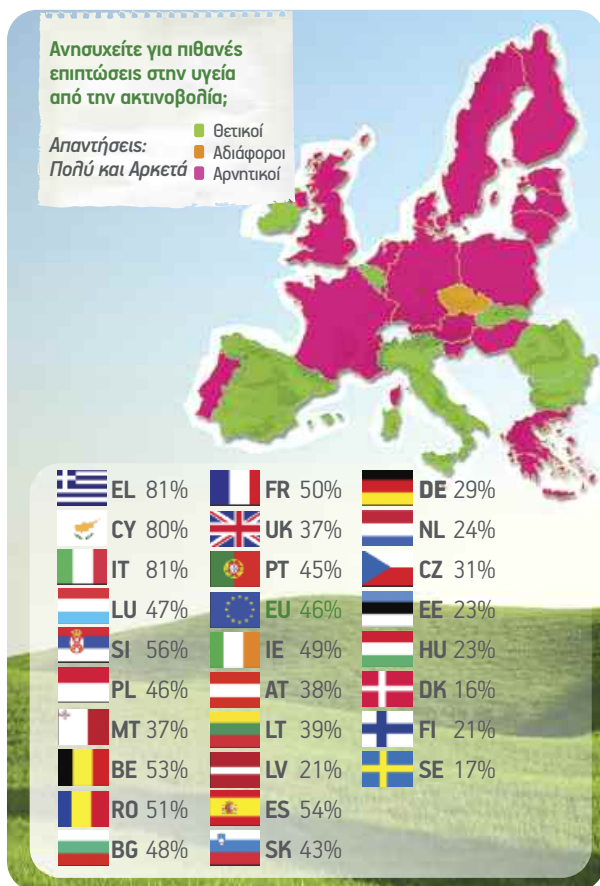 Ανησυχείτε για πιθανές
επιπτώσεις στην υγεία
από την ακτινοβολία;
Απαντήσεις:
Πολύ και Αρκετά
Θετικοί
Αδιάφοροι
Αρνητικοί
EL 81%
CY 80%
IT 81%
LU 47%
SI 56%
PL 46%
MT 37%
BE 53%
RO 51%
BG 48%
FR 50%
UK 37%
PT 45%
EU 46%
IE 49%
AT 38%
LT 39%
LV 21%
ES 54%
SK 43%
DE 29%
NL 24%
CZ 31%
EE 23%
HU 23%
DK 16%
FI 21%
SE 17%